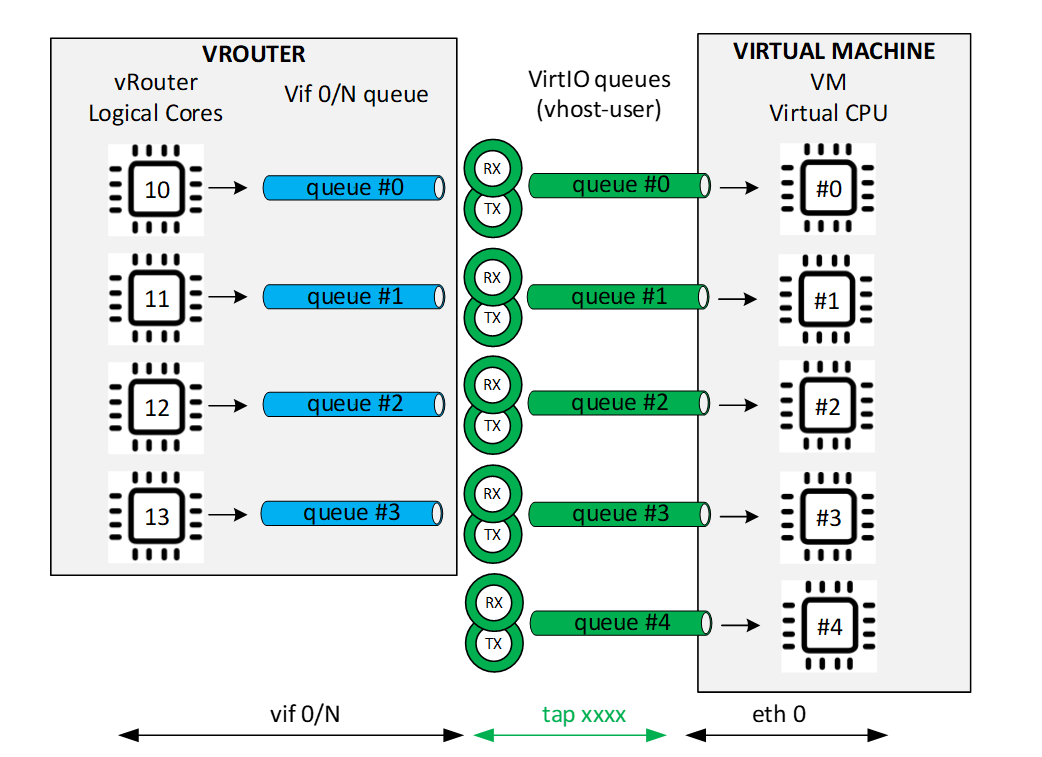 VROUTER
vRouter
Logical Cores
Vif 0/N queue
VirtIO queues
(vhost-user)
VIRTUAL MACHINE
VM
Virtual CPU
10
queue #0
RX
TX
queue #0
#0
11
queue #1
RX
TX
queue #1
#1
12
queue #2
RX
TX
queue #2
#2
13
queue #3
RX
TX
queue #3
#3
RX
TX
queue #4
#4
vif 0/N
tap xxxx
eth 0